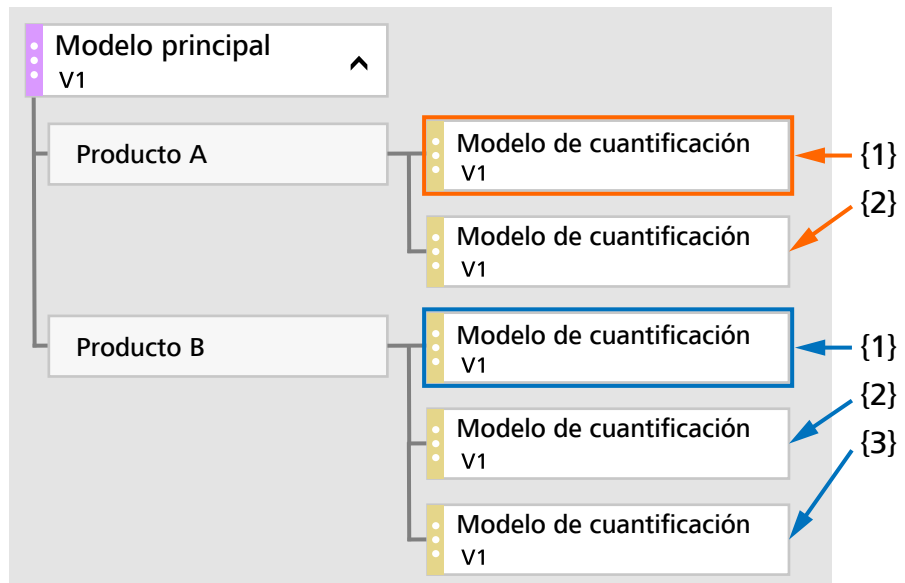 Modelo principal
V1
Producto A
Modelo de cuantificación
V1
{1}
{2}
Modelo de cuantificación
V1
Producto B
Modelo de cuantificación
V1
{1}
{2}
Modelo de cuantificación
V1
{3}
Modelo de cuantificación
V1